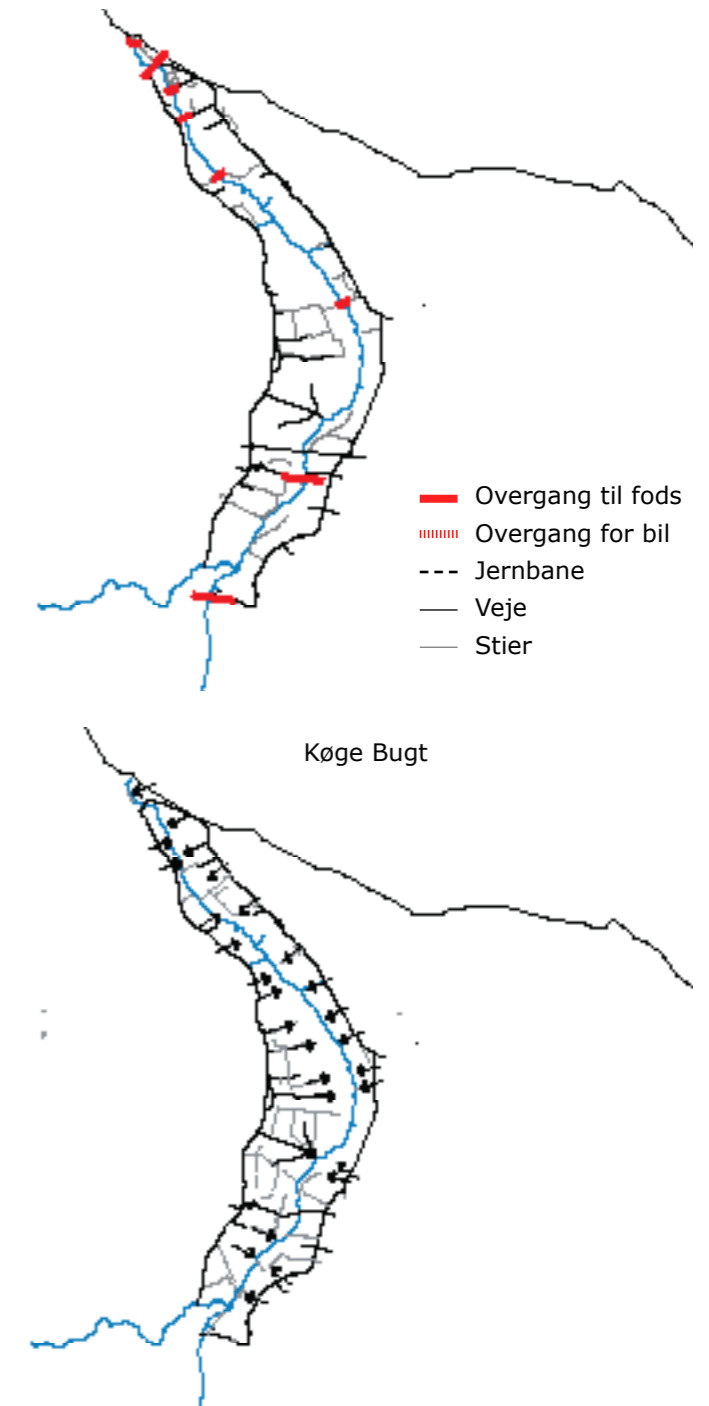 Overgang til fods
Overgang for bil
Jernbane
Veje
Stier
Køge Bugt